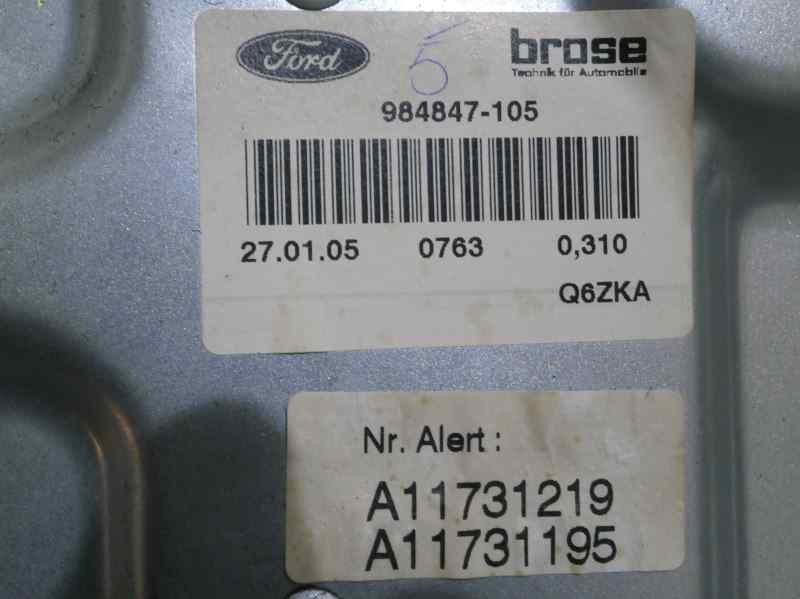 Ford 5 brose
Technik für Automobile
984847-105
27.01.05 0763 0,310
Q6ZKA
Nr. Alert :
A11731219
A11731195